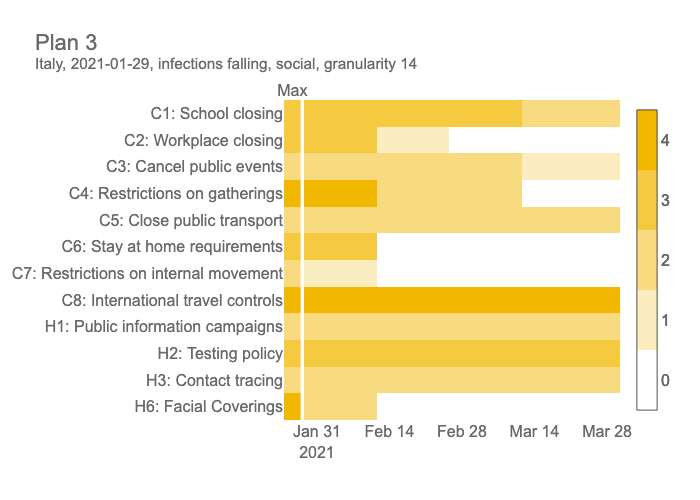 Plan 3
Italy, 2021-01-29, infections falling, social, granularity 14
Max
C1: School closing
C2: Workplace closing
C3: Cancel public events
C4: Restrictions on gatherings
C5: Close public transport
C6: Stay at home requirements
C7: Restrictions on internal movement
C8: International travel controls
H1: Public information campaigns
H2: Testing policy
H3: Contact tracing
H6: Facial Coverings
4
3
2
1
0
Jan 31 Feb 14 Feb 28 Mar 14 Mar 28
2021